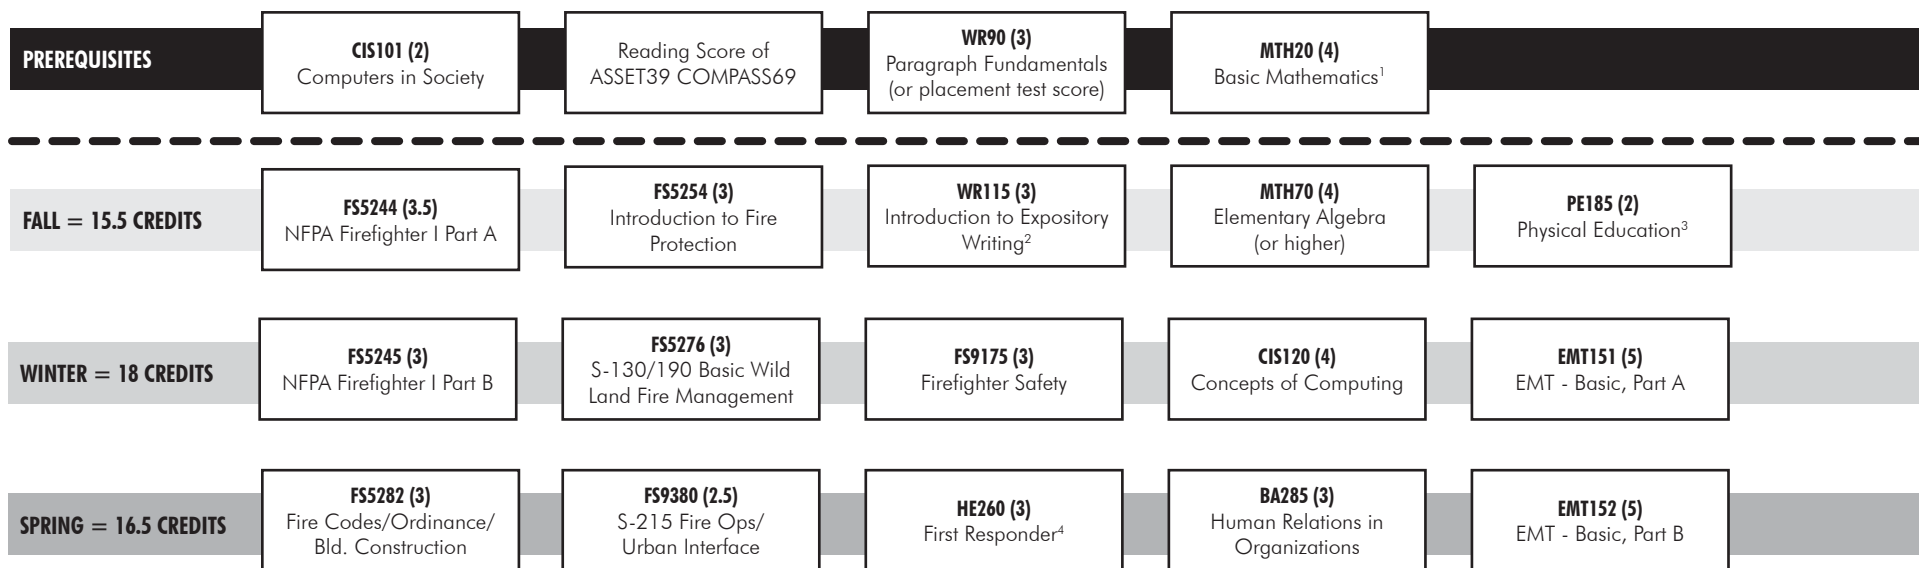 PREREQUISITES
CIS101 (2)
Computers in Society
Reading Score of
ASSET39 COMPASS69
WR90 (3)
Paragraph Fundamentals
(or placement test score)
MTH20 (4)
Basic Mathematics¹
FALL = 15.5 CREDITS
FS5244 (3.5)
NFPA Firefighter I Part A
FS5254 (3)
Introduction to Fire
Protection
WR115 (3)
Introduction to Expository
Writing²
MTH70 (4)
Elementary Algebra
(or higher)
PE185 (2)
Physical Education³
WINTER = 18 CREDITS
FS5245 (3)
NFPA Firefighter I Part B
FS5276 (3)
S-130/190 Basic Wild
Land Fire Management
FS9175 (3)
Firefighter Safety
CIS120 (4)
Concepts of Computing
EMT151 (5)
EMT - Basic, Part A
SPRING = 16.5 CREDITS
FS5282 (3)
Fire Codes/Ordinance/
Bld. Construction
FS9380 (2.5)
S-215 Fire Ops/
Urban Interface
HE260 (3)
First Responder⁴
BA285 (3)
Human Relations in
Organizations
EMT152 (5)
EMT - Basic, Part B